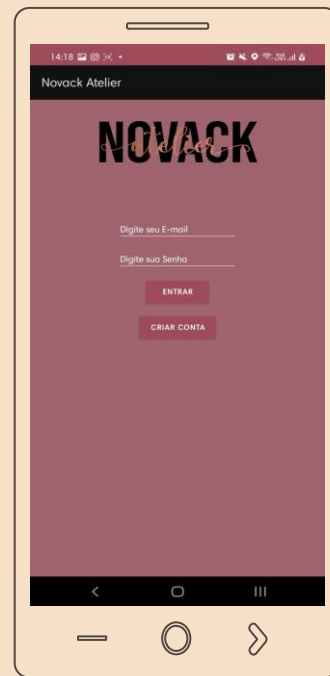 14:18
Novack Atelier
NOVACK
atelier
Digite seu E-mail
Digite sua Senha
ENTRAR
CRIAR CONTA